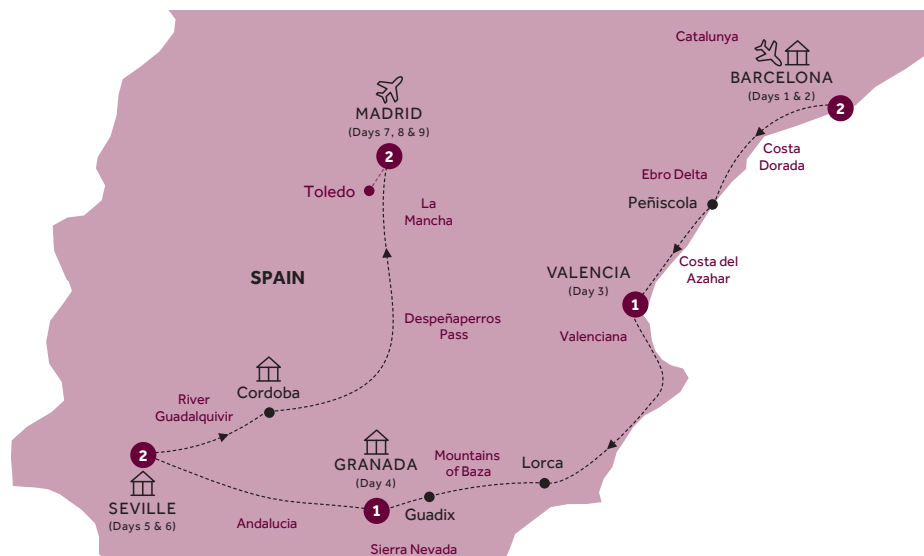 Catalunya
BARCELONA
(Days 1 & 2)
2
MADRID
(Days 7, 8 & 9)
2
Costa
Dorada
Ebro Delta
Toledo
Peñiscola
La
Mancha
VALENCIA
(Day 3)
Costa del
Azahar
SPAIN
1
Despeñaperros
Pass
Valenciana
Cordoba
River
Guadalquivir
2
SEVILLE
(Days 5 & 6)
GRANADA
(Day 4)
1
Mountains
of Baza
Lorca
Guadix
Andalucia
Sierra Nevada